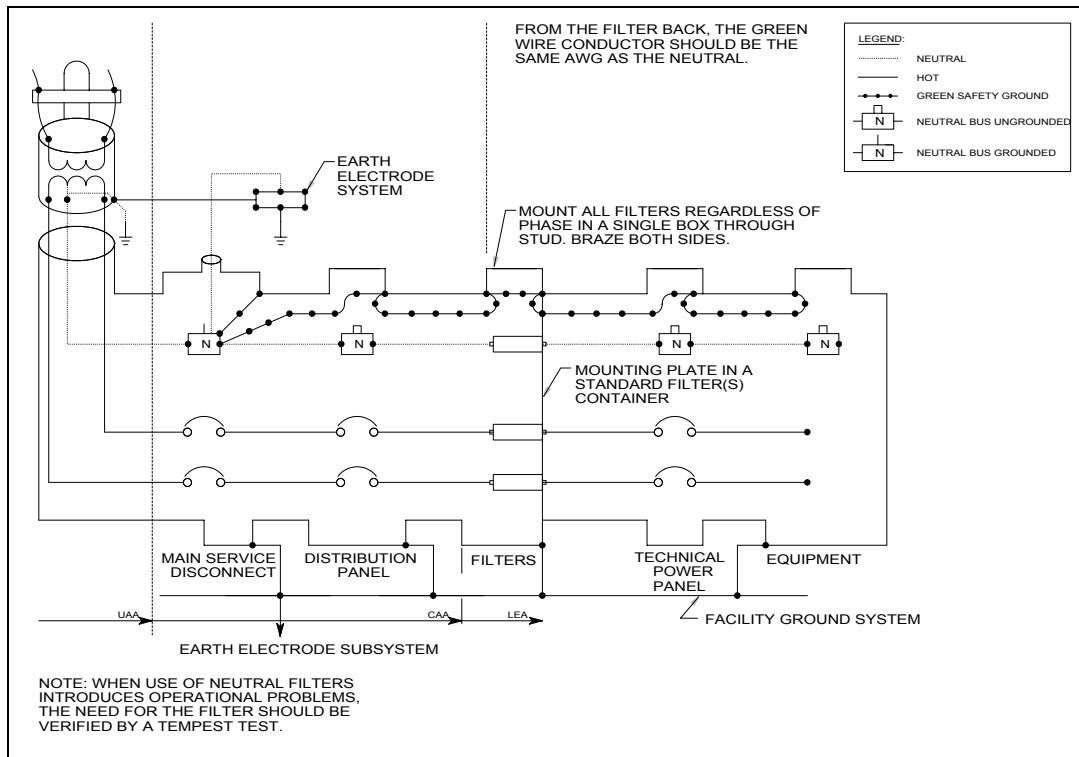 FROM THE FILTER BACK, THE GREEN
WIRE CONDUCTOR SHOULD BE THE
SAME AWG AS THE NEUTRAL.
LEGEND:
NEUTRAL
HOT
GREEN SAFETY GROUND
N
NEUTRAL BUS UNGROUNDED
N
NEUTRAL BUS GROUNDED
EARTH
ELECTRODE
SYSTEM
MOUNT ALL FILTERS REGARDLESS OF
PHASE IN A SINGLE BOX THROUGH
STUD. BRAZE BOTH SIDES.
N
N
N
N
MOUNTING PLATE IN A
STANDARD FILTER(S)
CONTAINER
MAIN SERVICE
DISCONNECT
DISTRIBUTION
PANEL
FILTERS
TECHNICAL
POWER
PANEL
EQUIPMENT
UAA
CAA
LEA
FACILITY GROUND SYSTEM
EARTH ELECTRODE SUBSYSTEM
NOTE: WHEN USE OF NEUTRAL FILTERS
INTRODUCES OPERATIONAL PROBLEMS,
THE NEED FOR THE FILTER SHOULD BE
VERIFIED BY A TEMPEST TEST.